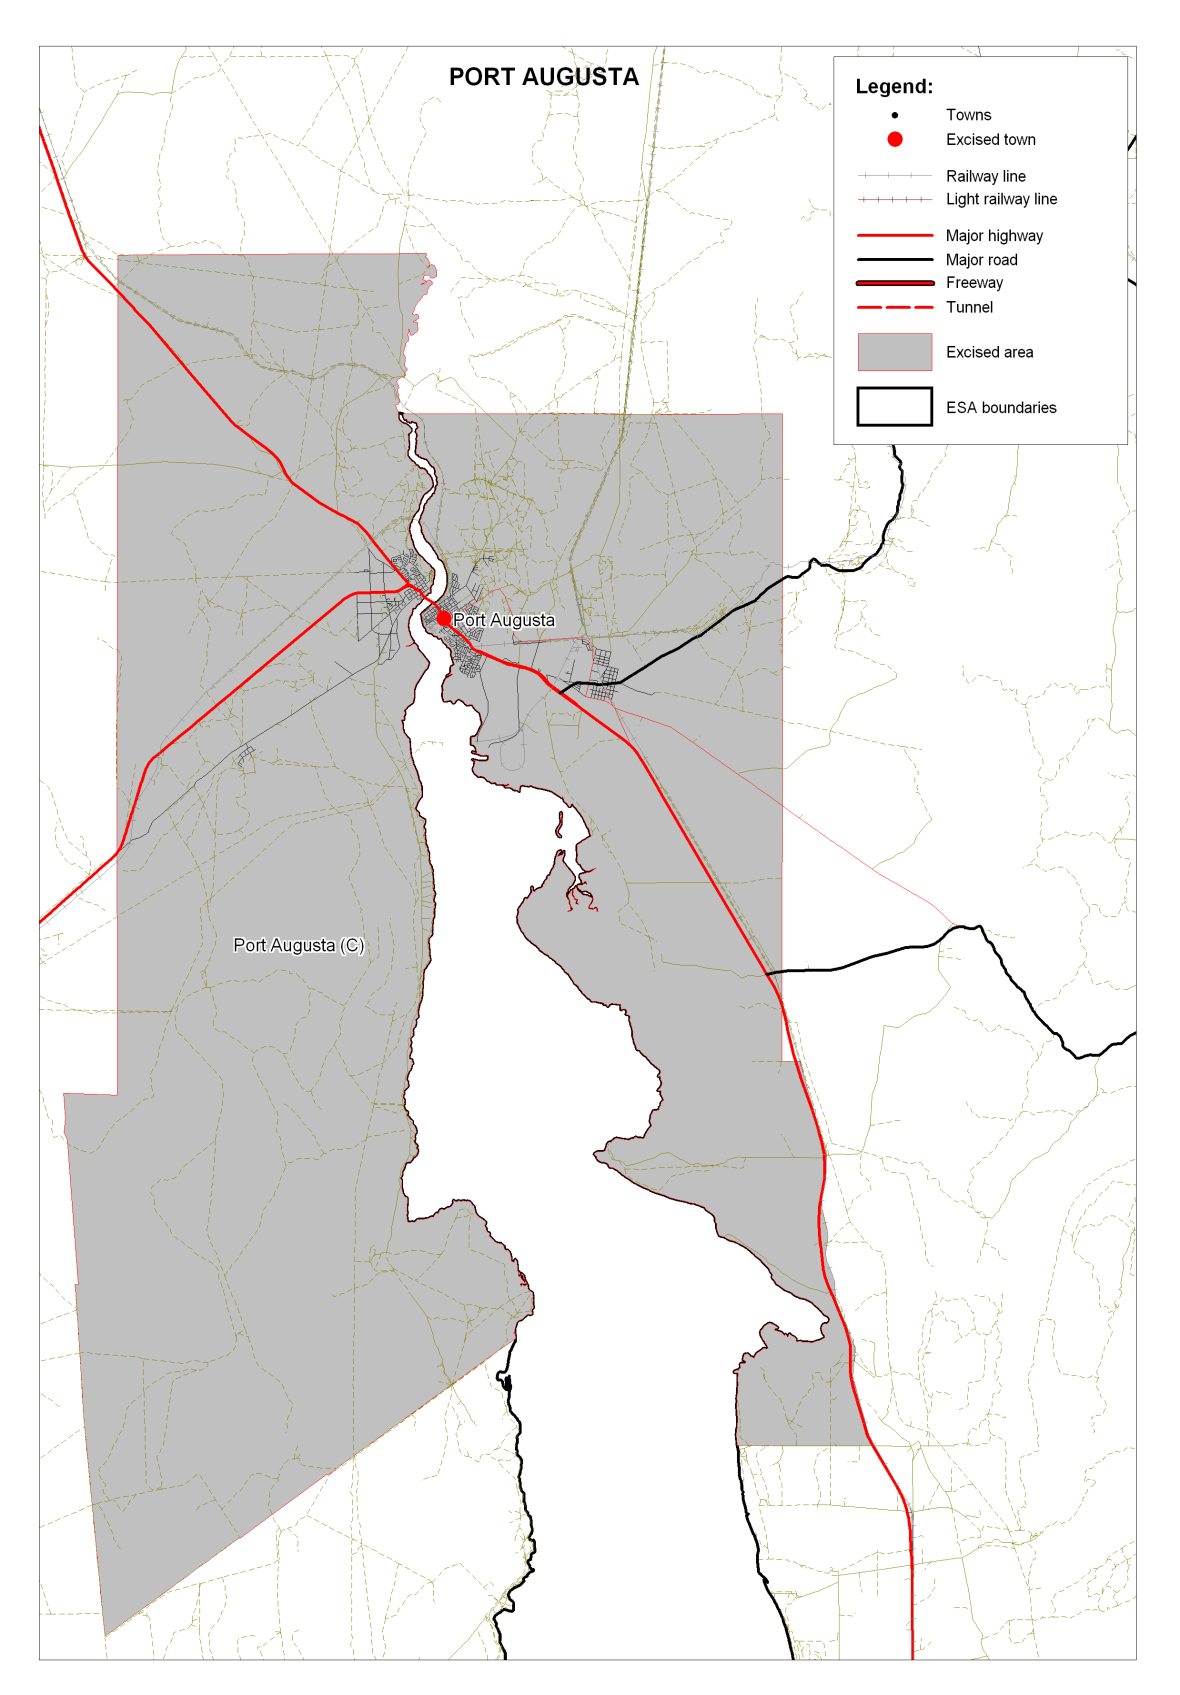 PORT AUGUSTA
Legend:
Towns
Excised town
Railway line
Light railway line
Major highway
Major road
Freeway
Tunnel
Excised area
ESA boundaries
Port Augusta
Port Augusta (C)